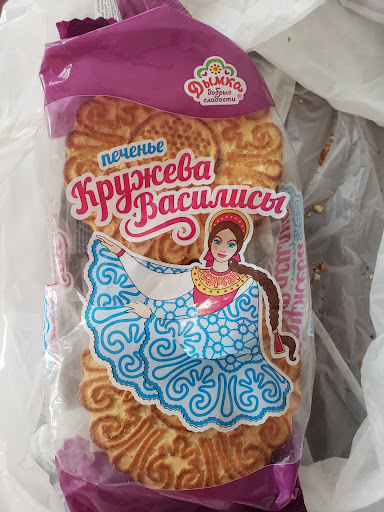 Дымка
добрые
сладости
печенье
Кружева
Василисы